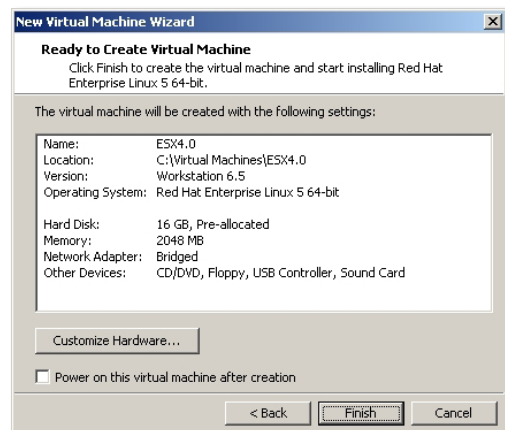 New Virtual Machine Wizard
Ready to Create Virtual Machine
Click Finish to create the virtual machine and start installing Red Hat
Enterprise Linux 5 64-bit.
The virtual machine will be created with the following settings:
Name: ESX4.0
Location: C:\Virtual Machines\ESX4.0
Version: Workstation 6.5
Operating System: Red Hat Enterprise Linux 5 64-bit
Hard Disk: 16 GB, Pre-allocated
Memory: 2048 MB
Network Adapter: Bridged
Other Devices: CD/DVD, Floppy, USB Controller, Sound Card
Customize Hardware...
Power on this virtual machine after creation
< Back Finish Cancel